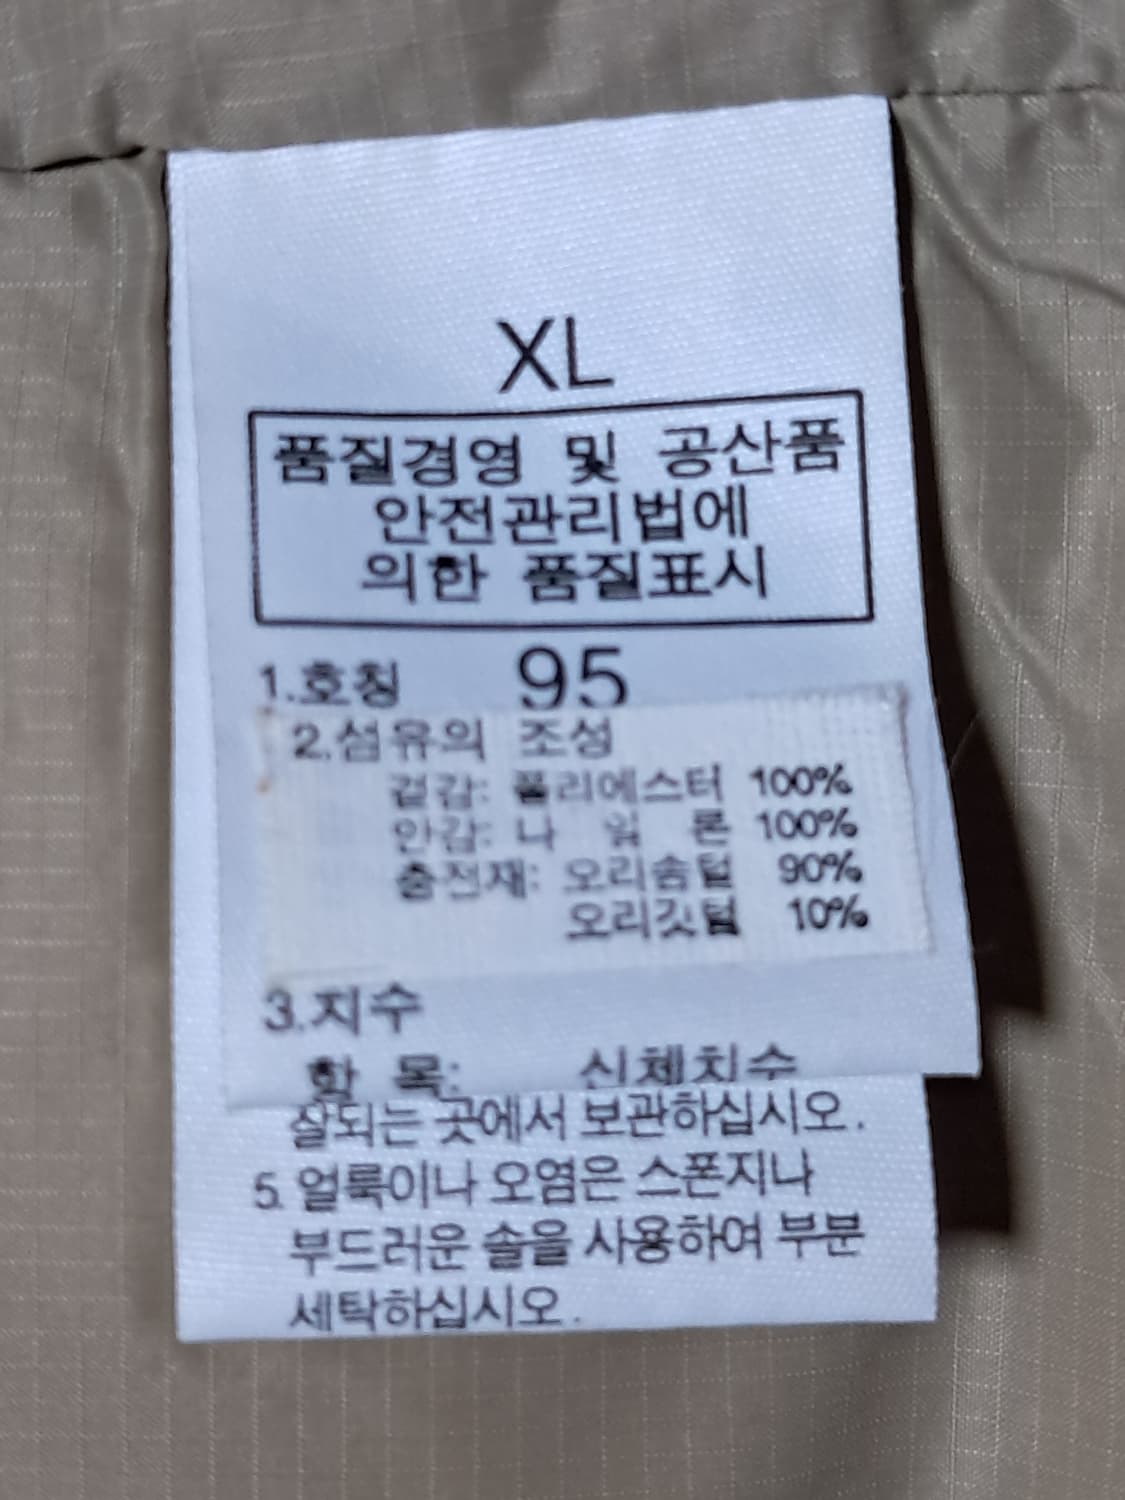 XL
품질경영 및 공산품
안전관리법에
의한 품질표시
1.호칭 95
2.섬유의 조성
겉감: 폴리에스터 100%
안감: 나 일 론 100%
충전재: 오리솜털 90%
오리깃털 10%
3.치수
항 목: 신체치수
잘되는 곳에서 보관하십시오.
5. 얼룩이나 오염은 스폰지나
부드러운 솔을 사용하여 부분
세탁하십시오.